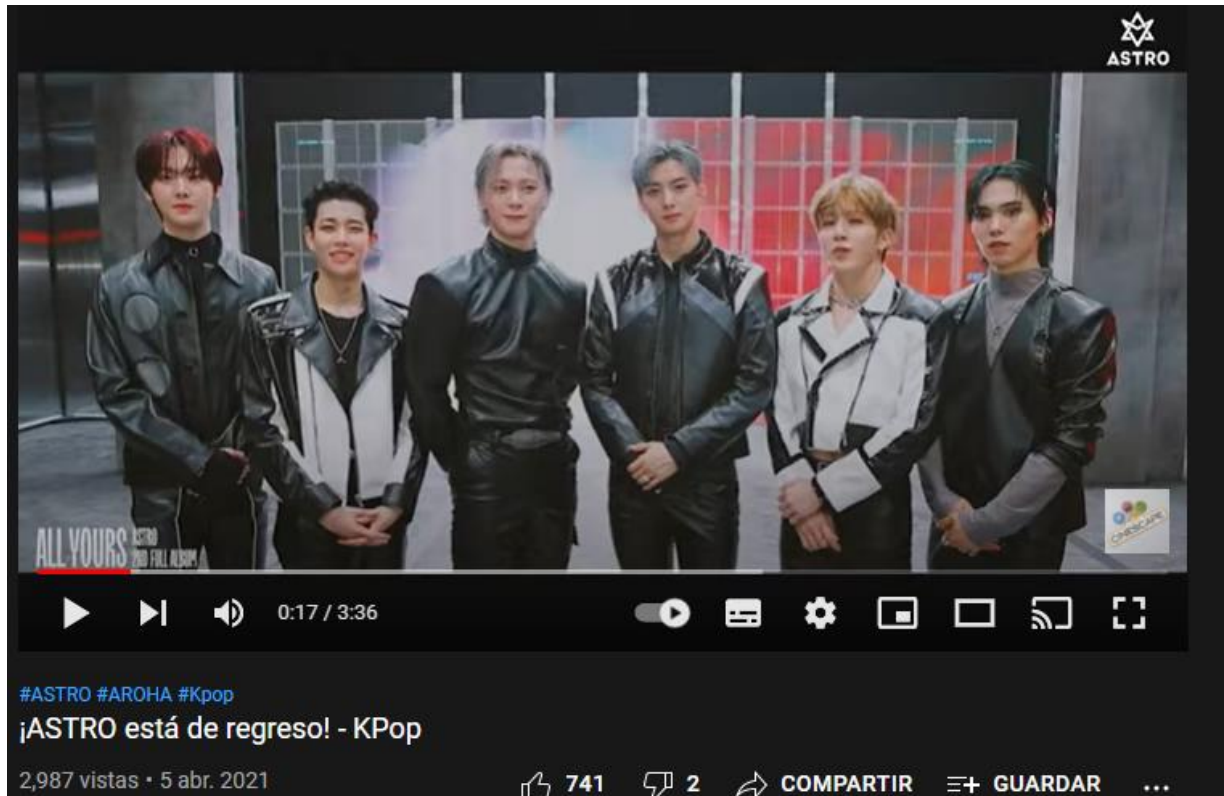 ASTRO
ALL YOURS
ASTRO
2ND FULL ALBUM
CINESCAPE
0:17 / 3:36
#ASTRO #AROHA #Kpop
¡ASTRO está de regreso! - KPop
2,987 vistas • 5 abr. 2021
741 2 COMPARTIR GUARDAR